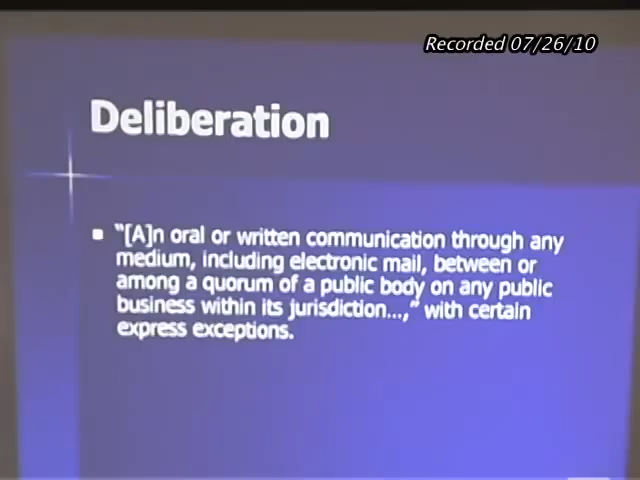 Recorded 07/26/10
Deliberation
"[A]n oral or written communication through any
medium, including electronic mail, between or
among a quorum of a public body on any public
business within its jurisdiction...," with certain
express exceptions.